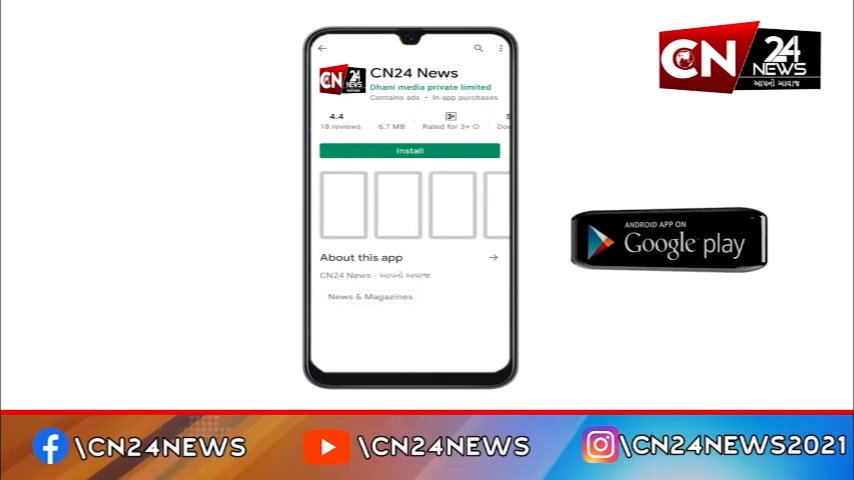 CN24 News
Dhani media private limited
Contains ads • In-app purchases
4.4
18 reviews
6.7 MB
3+
Rated for 3+
Install
About this app
CN24 News - આપનો અવાજ
News & Magazines
CN 24 NEWS
આપનો અવાજ
ANDROID APP ON
Google play
\CN24NEWS
\CN24NEWS
\CN24NEWS2021